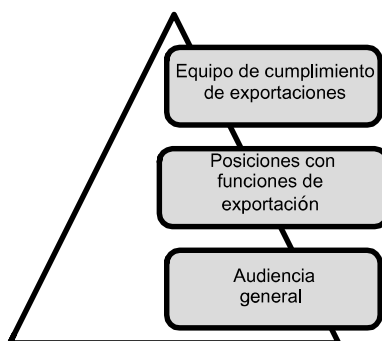 Equipo de cumplimiento
de exportaciones
Posiciones con
funciones de
exportación
Audiencia
general